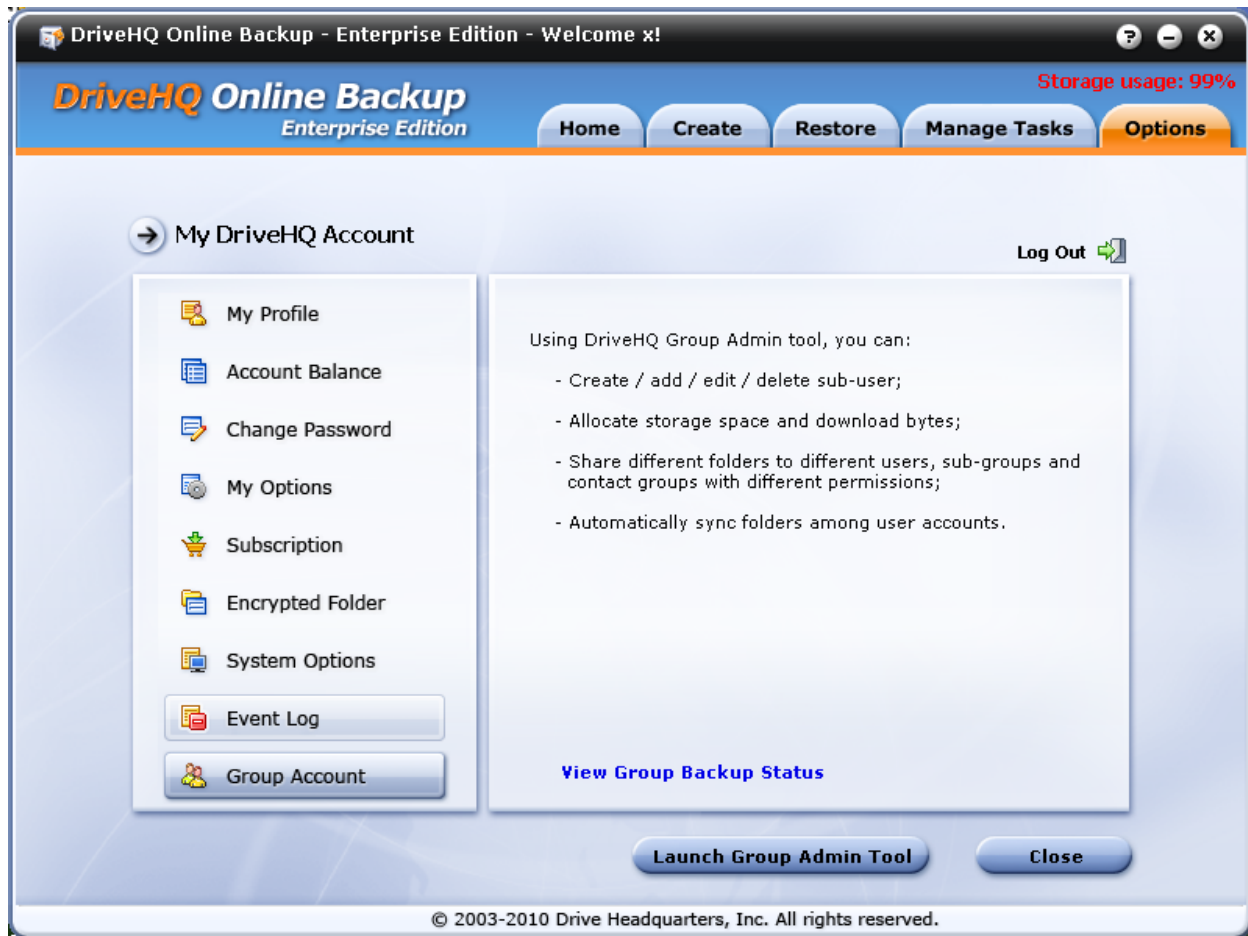 DriveHQ Online Backup - Enterprise Edition - Welcome x!
Storage usage: 99%
DriveHQ Online Backup
Enterprise Edition
Home Create Restore Manage Tasks Options
My DriveHQ Account
Log Out
My Profile
Account Balance
Change Password
My Options
Subscription
Encrypted Folder
System Options
Event Log
Group Account
Using DriveHQ Group Admin tool, you can:
- Create / add / edit / delete sub-user;
- Allocate storage space and download bytes;
- Share different folders to different users, sub-groups and
contact groups with different permissions;
- Automatically sync folders among user accounts.
View Group Backup Status
Launch Group Admin Tool Close
© 2003-2010 Drive Headquarters, Inc. All rights reserved.